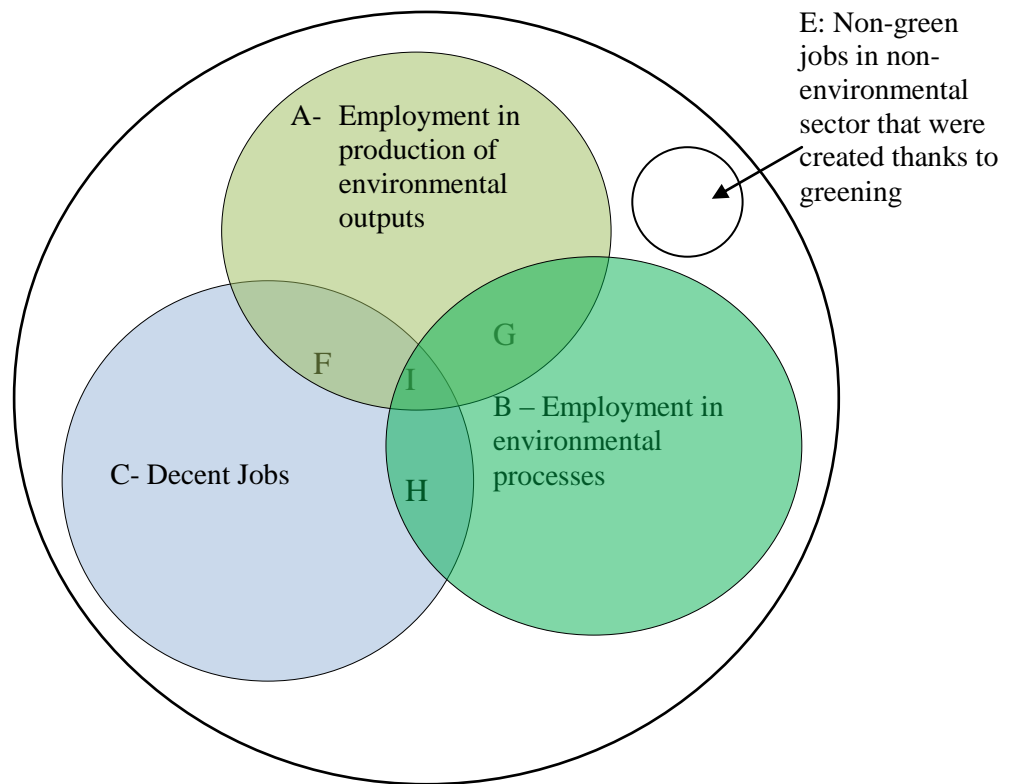 E: Non-green
jobs in non-
environmental
sector that were
created thanks to
greening
A- Employment in
production of
environmental
outputs
G
F
I
B – Employment in
environmental
processes
C- Decent Jobs
H